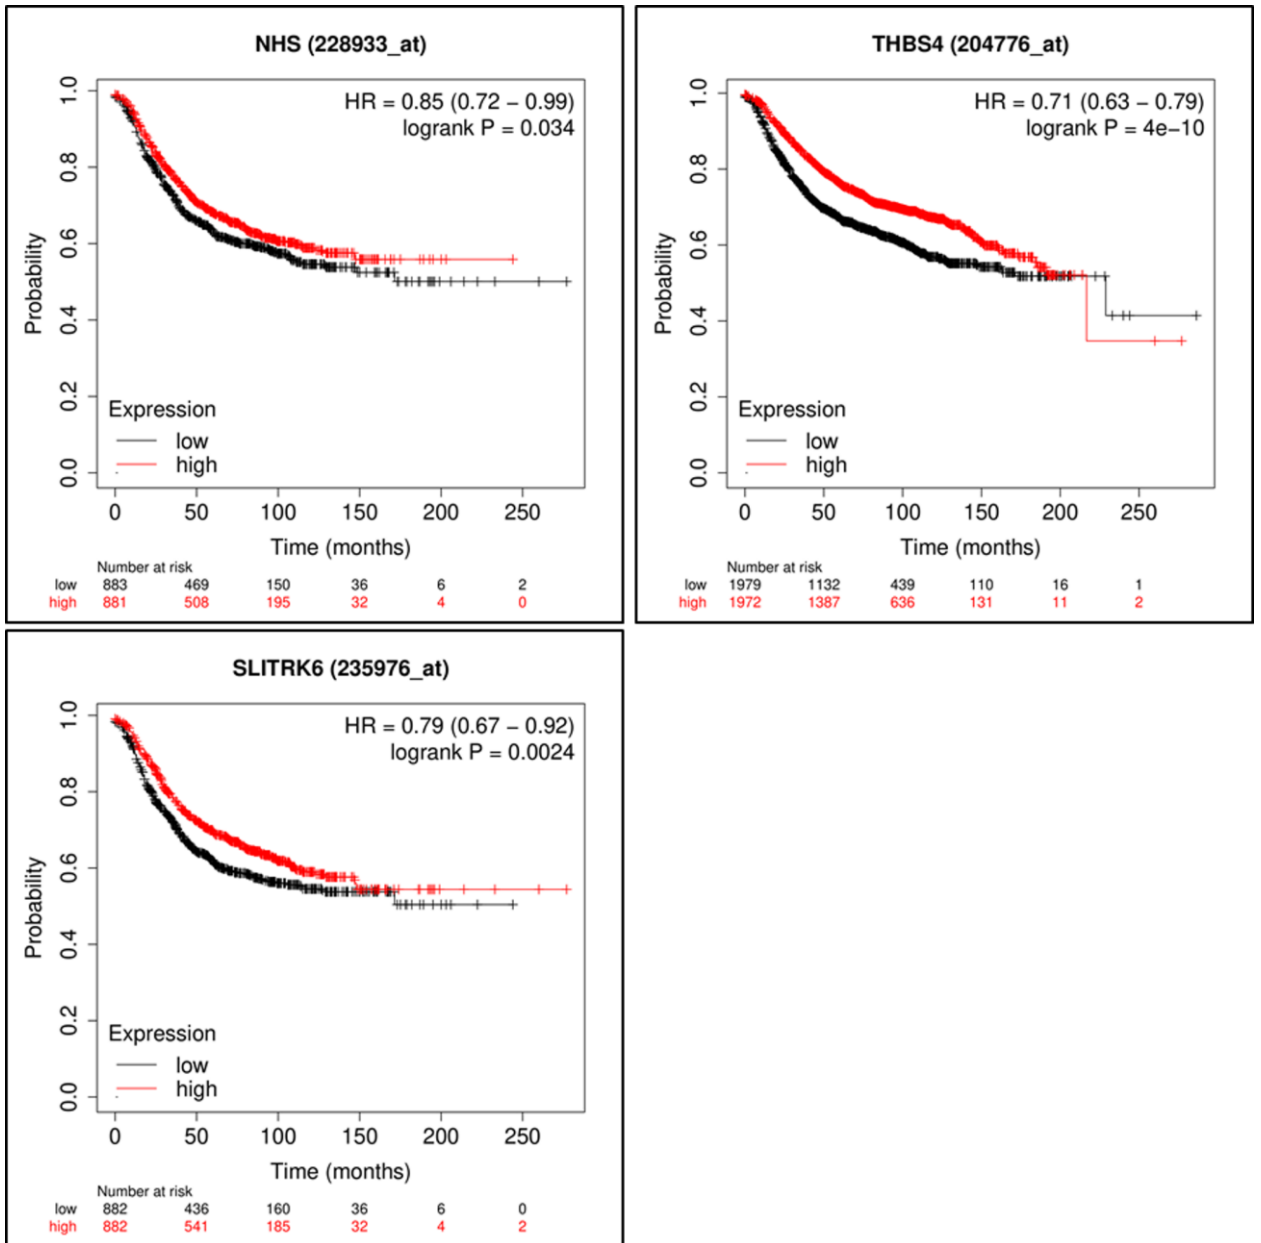 NHS (228933_at)
HR = 0.85 (0.72 – 0.99)
logrank P = 0.034
Probability
1.0
0.8
0.6
0.4
0.2
0.0
Expression
low
high
0 50 100 150 200 250
Time (months)
Number at risk
low 883 469 150 36 6 2
high 881 508 195 32 4 0
THBS4 (204776_at)
HR = 0.71 (0.63 – 0.79)
logrank P = 4e−10
Probability
1.0
0.8
0.6
0.4
0.2
0.0
Expression
low
high
0 50 100 150 200 250
Time (months)
Number at risk
low 1979 1132 439 110 16 1
high 1972 1387 636 131 11 2
SLITRK6 (235976_at)
HR = 0.79 (0.67 – 0.92)
logrank P = 0.0024
Probability
1.0
0.8
0.6
0.4
0.2
0.0
Expression
low
high
0 50 100 150 200 250
Time (months)
Number at risk
low 882 436 160 36 6 0
high 882 541 185 32 4 2